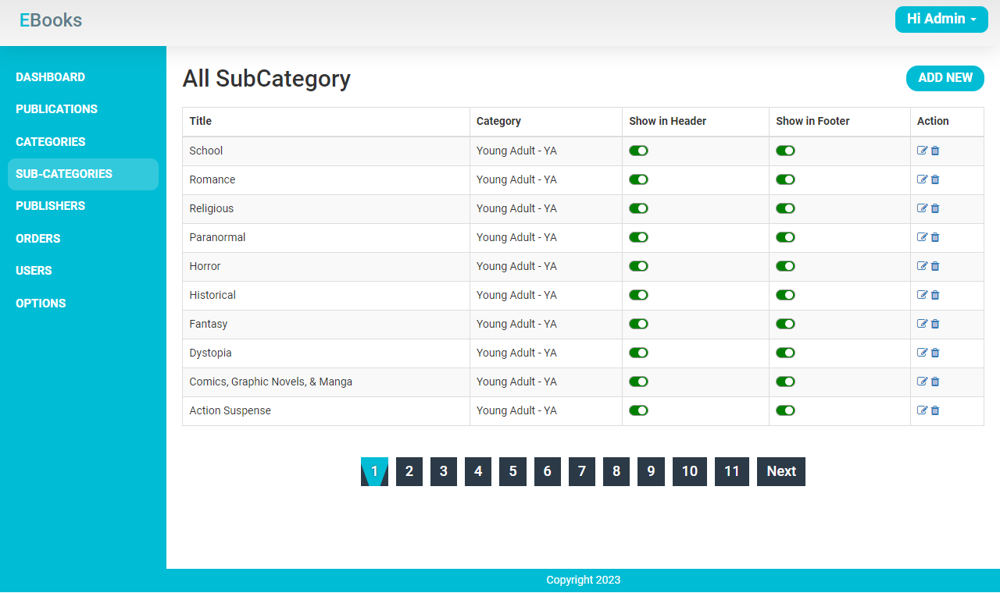 EBooks
Hi Admin
DASHBOARD
PUBLICATIONS
CATEGORIES
SUB-CATEGORIES
PUBLISHERS
ORDERS
USERS
OPTIONS
All SubCategory
ADD NEW
Title Category Show in Header Show in Footer Action
School Young Adult - YA
Romance Young Adult - YA
Religious Young Adult - YA
Paranormal Young Adult - YA
Horror Young Adult - YA
Historical Young Adult - YA
Fantasy Young Adult - YA
Dystopia Young Adult - YA
Comics, Graphic Novels, & Manga Young Adult - YA
Action Suspense Young Adult - YA
1 2 3 4 5 6 7 8 9 10 11 Next
Copyright 2023